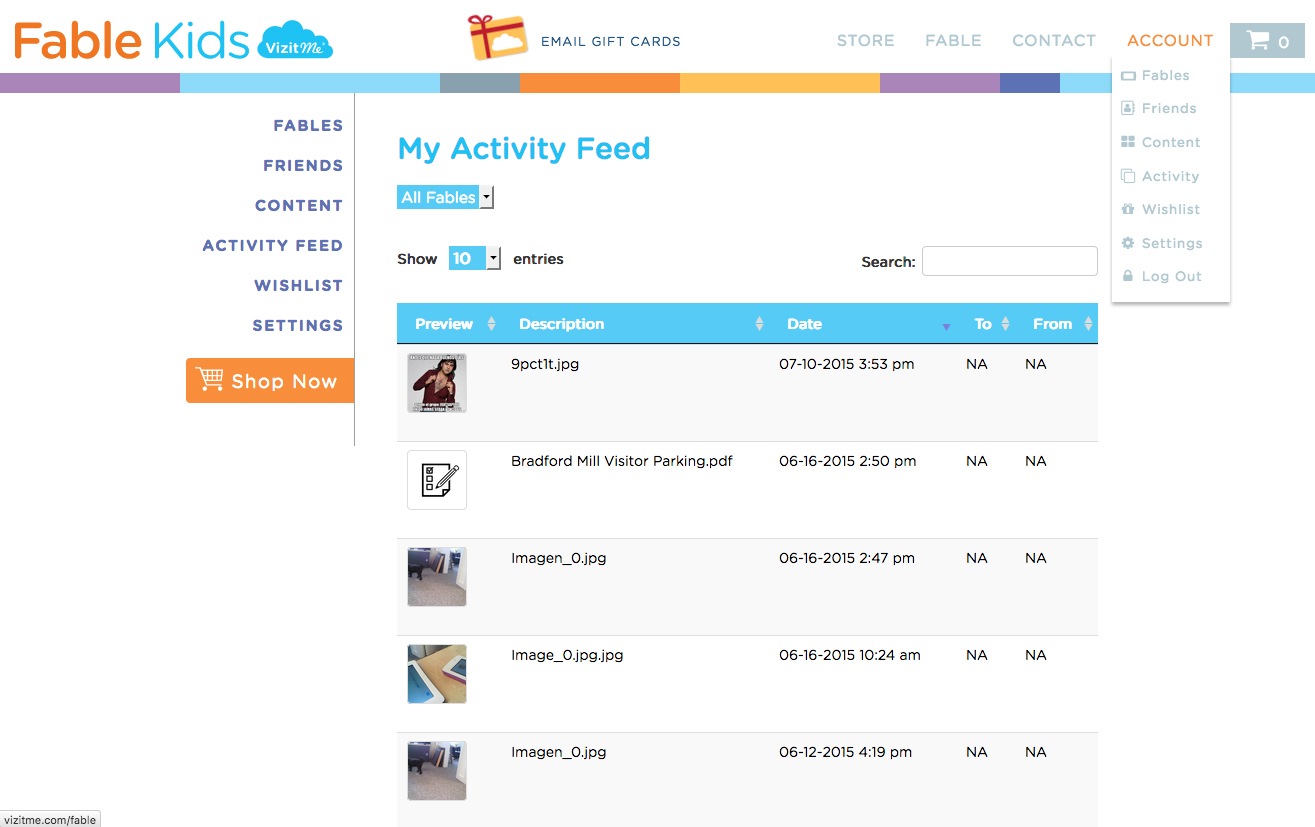 Fable Kids VizitMe®
EMAIL GIFT CARDS
STORE FABLE CONTACT ACCOUNT 0
Fables
Friends
Content
Activity
Wishlist
Settings
Log Out
FABLES
FRIENDS
CONTENT
ACTIVITY FEED
WISHLIST
SETTINGS
Shop Now
My Activity Feed
All Fables
Show 10 entries
Search:
Preview Description Date To From
9pct1t.jpg 07-10-2015 3:53 pm NA NA
Bradford Mill Visitor Parking.pdf 06-16-2015 2:50 pm NA NA
Imagen_0.jpg 06-16-2015 2:47 pm NA NA
Image_0.jpg.jpg 06-16-2015 10:24 am NA NA
Imagen_0.jpg 06-12-2015 4:19 pm NA NA
vizitme.com/fable